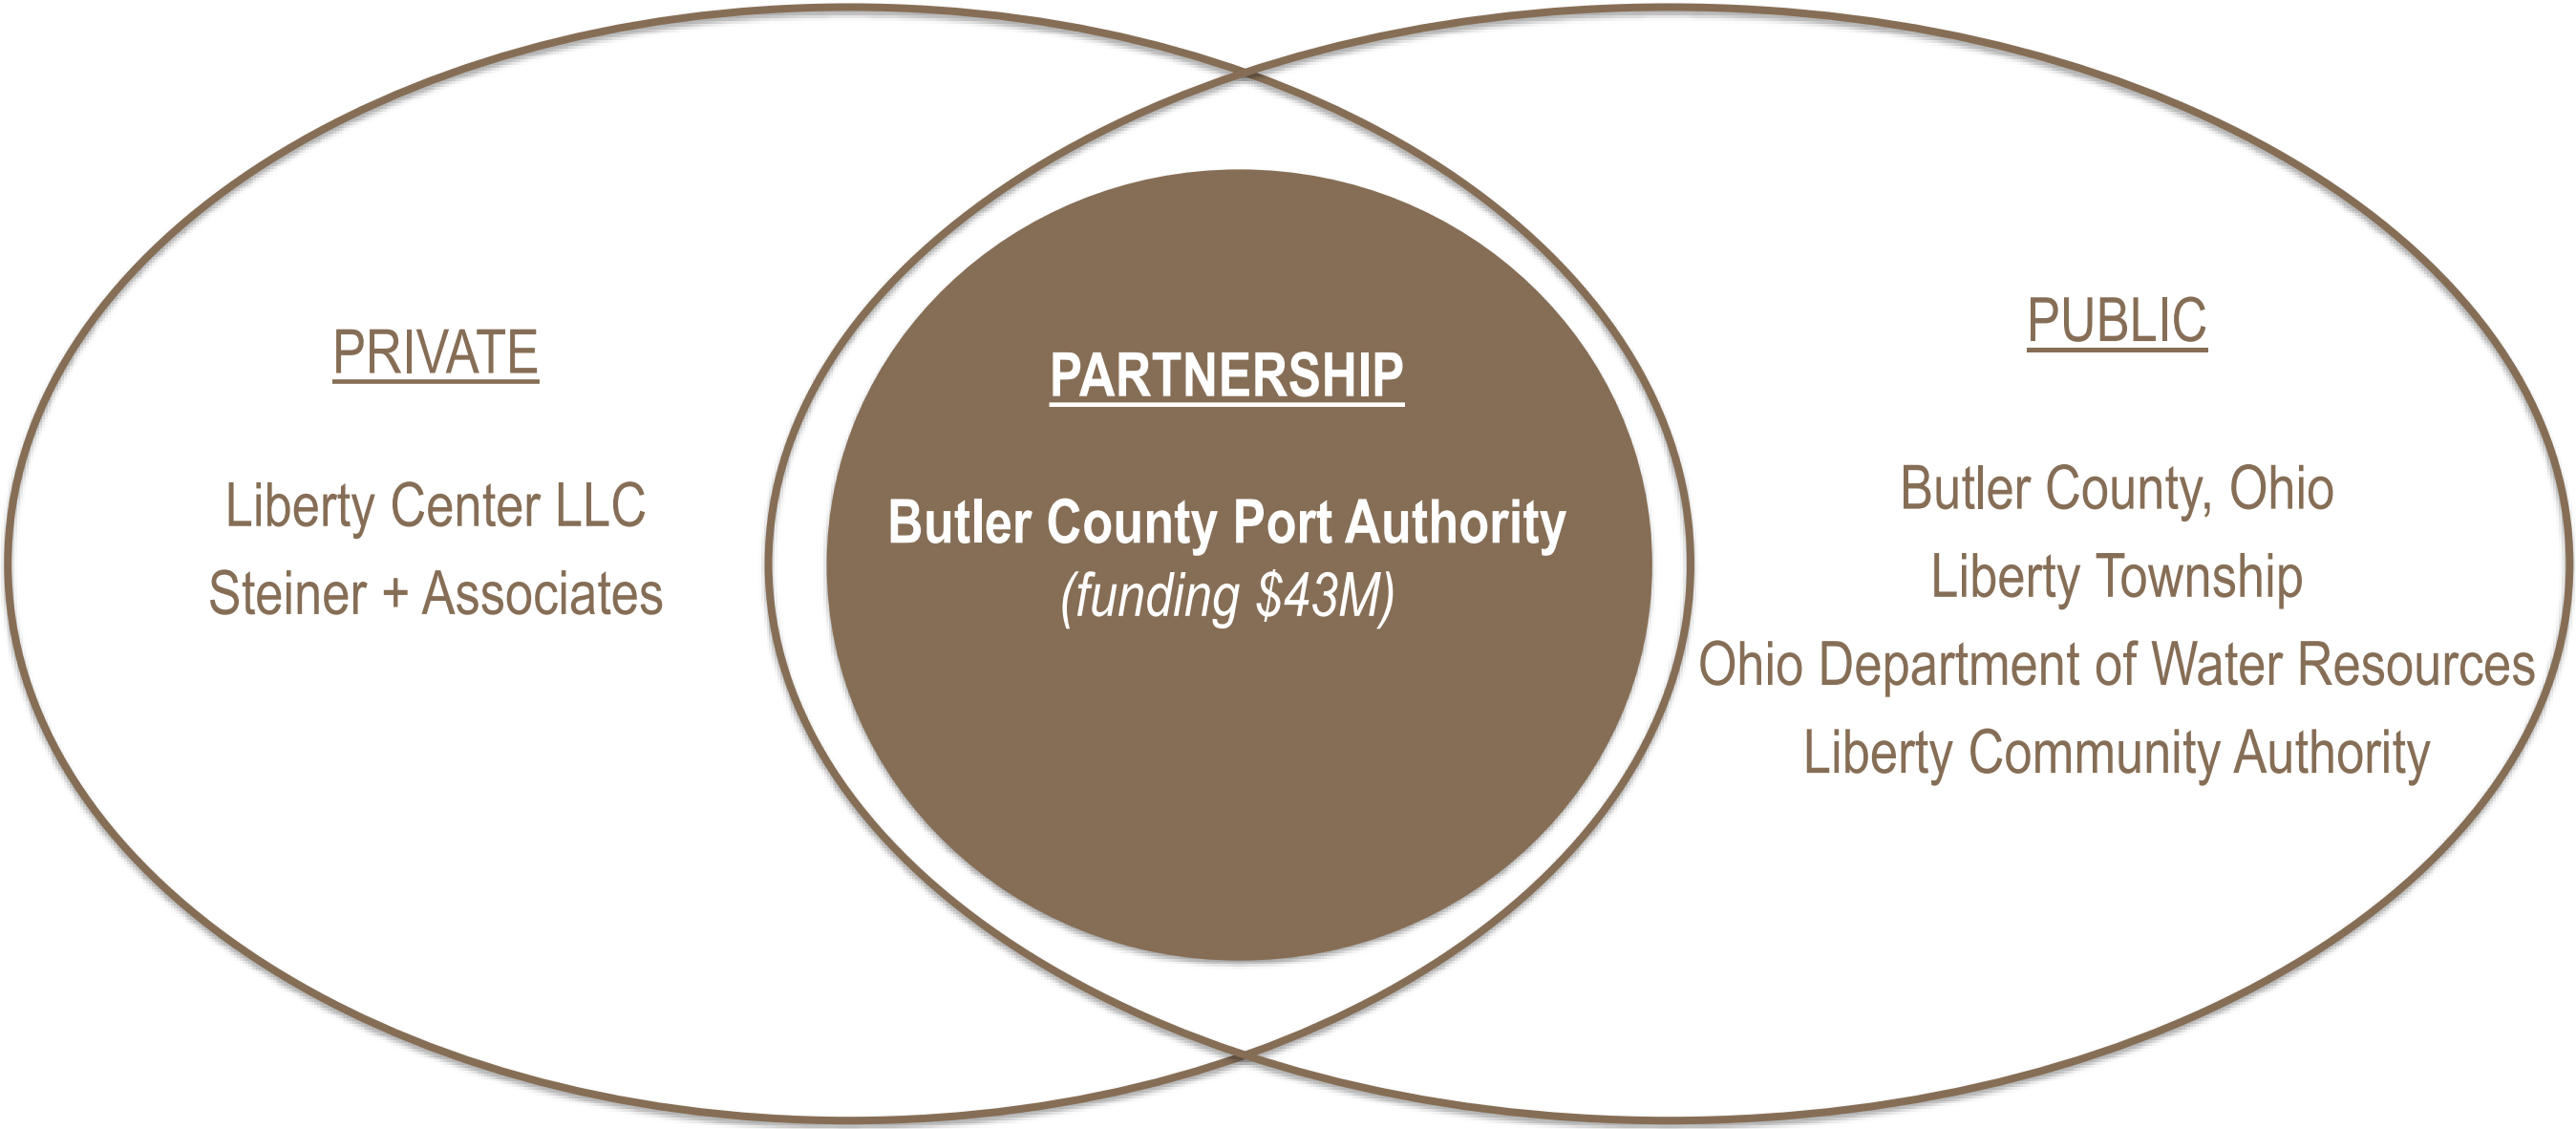 PRIVATE
Liberty Center LLC
Steiner + Associates
PARTNERSHIP
Butler County Port Authority
(funding $43M)
PUBLIC
Butler County, Ohio
Liberty Township
Ohio Department of Water Resources
Liberty Community Authority